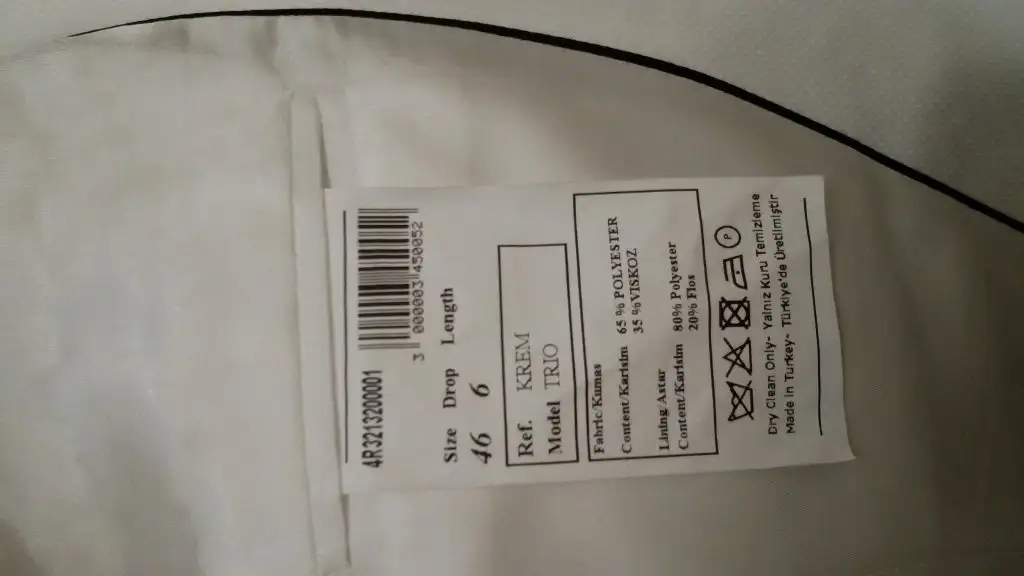 4R3213200001
3 000003 450052
Size Drop Length
46 6
Ref. KREM
Model TRIO
Fabric/Kumas
Content/Karisim 65 % POLYESTER
35 %VISKOZ
Lining/Astar
Content/Karisim 80% Polyester
20% Flos
P
Dry Clean Only- Yalnız Kuru Temizleme
Made in Turkey- Türkiye'de Üretilmiştir